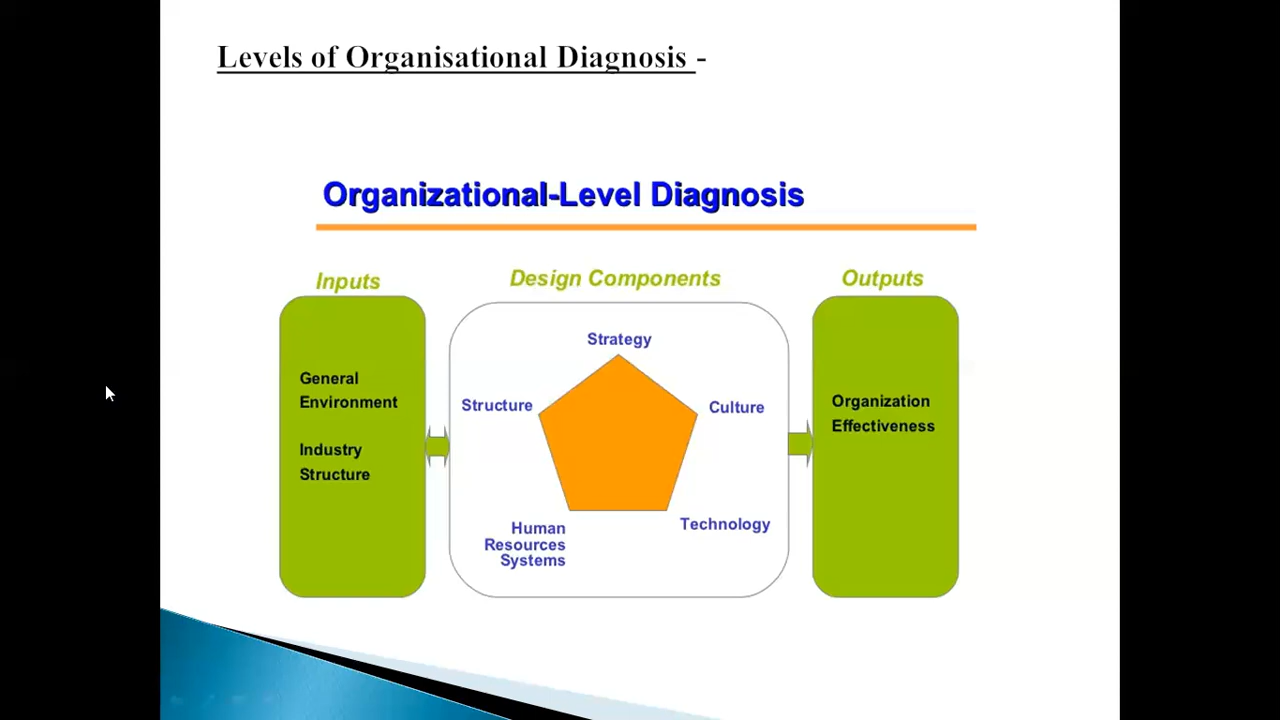 Levels of Organisational Diagnosis -
Organizational-Level Diagnosis
Inputs
Design Components
Outputs
General
Environment
Industry
Structure
Strategy
Structure
Culture
Human
Resources
Systems
Technology
Organization
Effectiveness